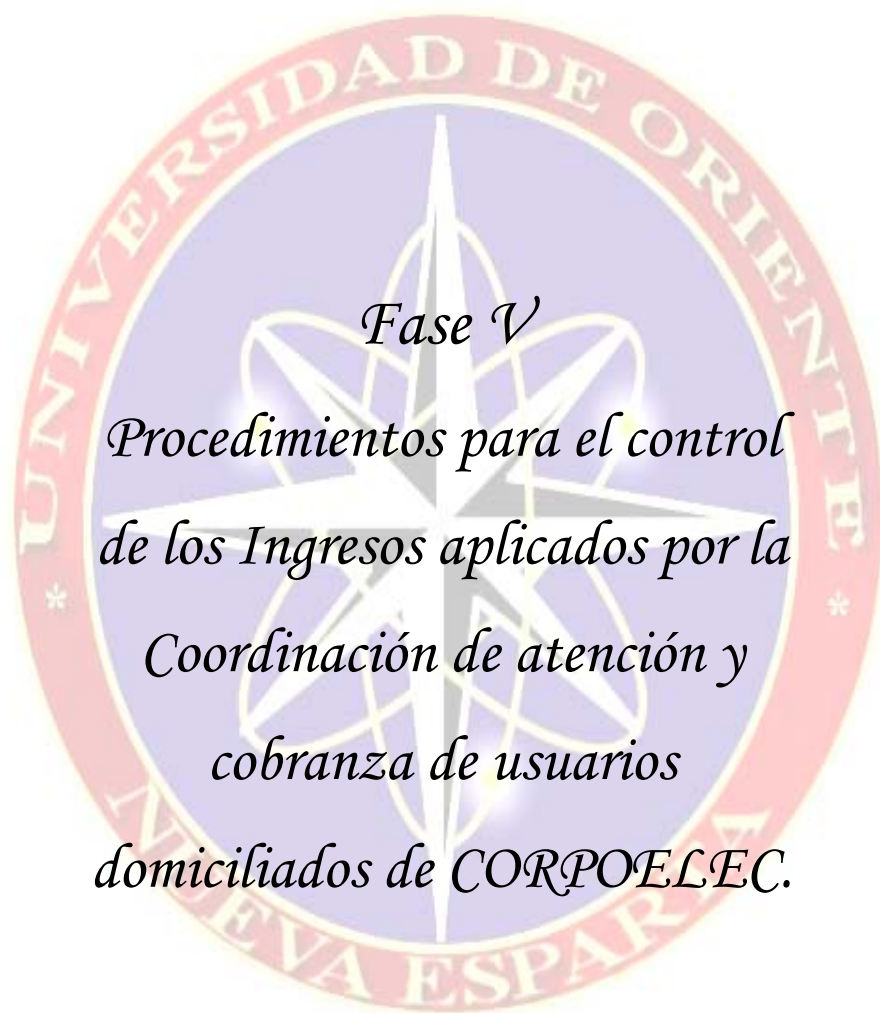 UNIVERSIDAD DE ORIENTE
Fase V
Procedimientos para el control
de los Ingresos aplicados por la
Coordinación de atención y
cobranza de usuarios
domiciliados de CORPOELEC.
* NUEVA ESPARTA *